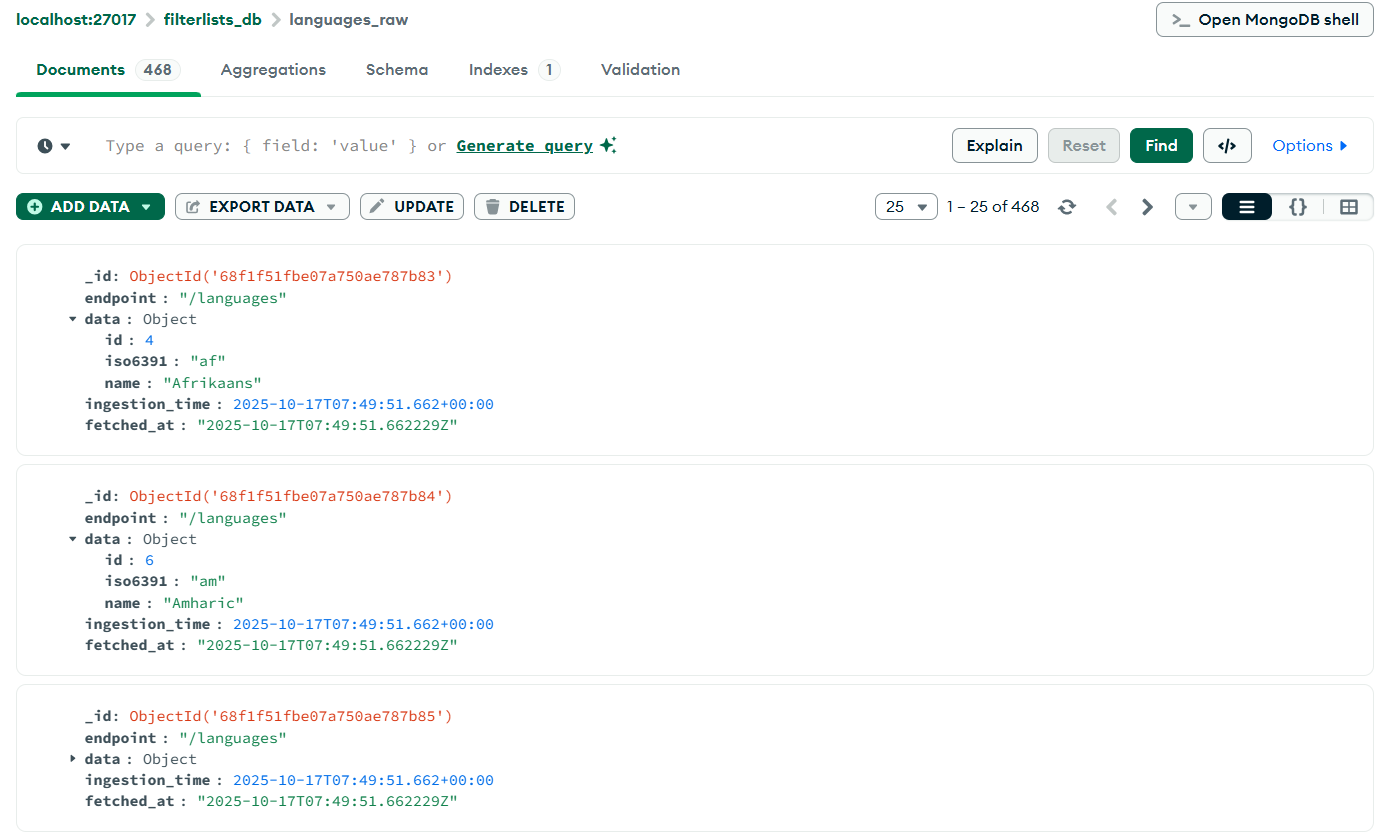 localhost:27017 > filterlists_db > languages_raw
>_ Open MongoDB shell
Documents 468 Aggregations Schema Indexes 1 Validation
Type a query: { field: 'value' } or Generate query
Explain Reset Find </> Options
ADD DATA EXPORT DATA UPDATE DELETE
25 1 – 25 of 468 {}
_id: ObjectId('68f1f51fbe07a750ae787b83')
endpoint : "/languages"
data : Object
id : 4
iso6391 : "af"
name : "Afrikaans"
ingestion_time : 2025-10-17T07:49:51.662+00:00
fetched_at : "2025-10-17T07:49:51.662229Z"
_id: ObjectId('68f1f51fbe07a750ae787b84')
endpoint : "/languages"
data : Object
id : 6
iso6391 : "am"
name : "Amharic"
ingestion_time : 2025-10-17T07:49:51.662+00:00
fetched_at : "2025-10-17T07:49:51.662229Z"
_id: ObjectId('68f1f51fbe07a750ae787b85')
endpoint : "/languages"
data : Object
ingestion_time : 2025-10-17T07:49:51.662+00:00
fetched_at : "2025-10-17T07:49:51.662229Z"